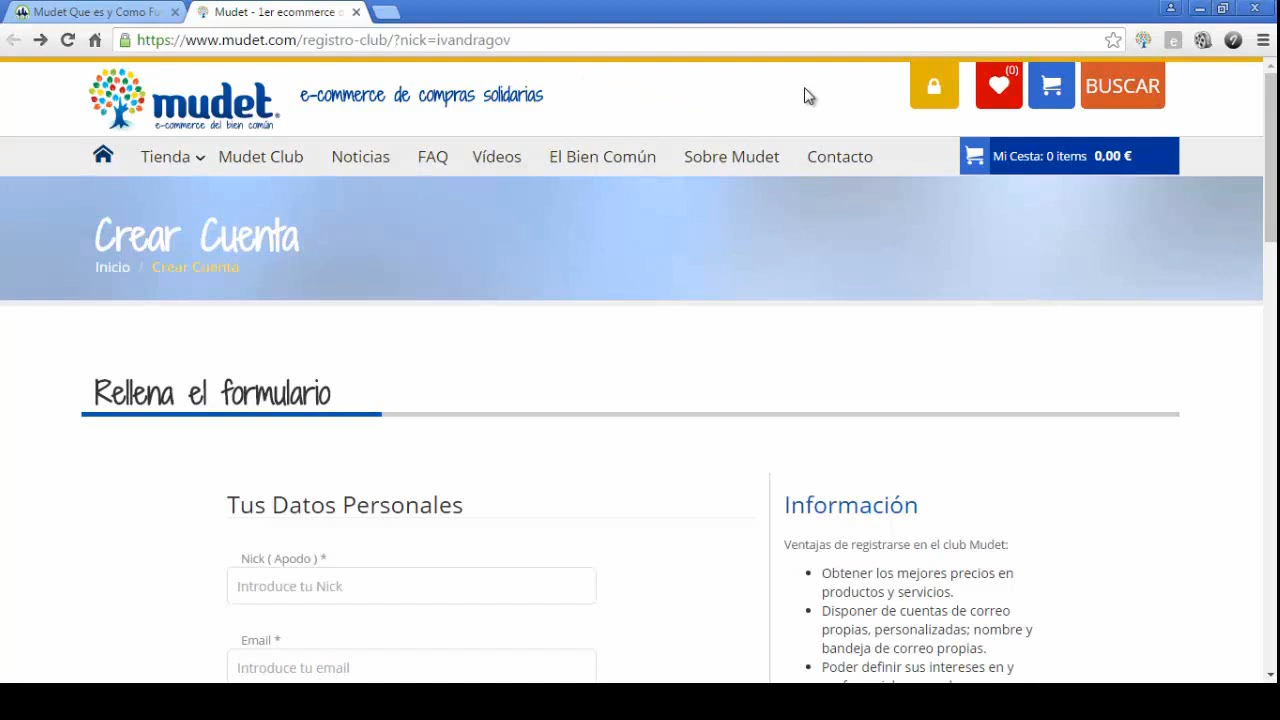 Mudet Que es y Como Fu
Mudet - 1er ecommerce
https://www.mudet.com/registro-club/?nick=ivandragov
mudet.
e-commerce del bien común
e-commerce de compras solidarias
(0)
BUSCAR
Tienda
Mudet Club
Noticias
FAQ
Vídeos
El Bien Común
Sobre Mudet
Contacto
Mi Cesta: 0 items 0,00 €
Crear Cuenta
Inicio / Crear Cuenta
Rellena el formulario
Tus Datos Personales
Nick ( Apodo ) *
Introduce tu Nick
Email *
Introduce tu email
Información
Ventajas de registrarse en el club Mudet:
Obtener los mejores precios en
productos y servicios.
Disponer de cuentas de correo
propias, personalizadas; nombre y
bandeja de correo propias.
Poder definir sus intereses en y